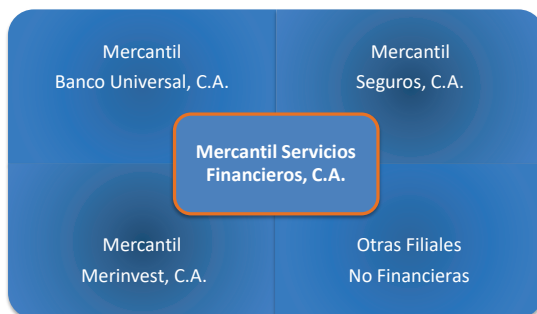 Mercantil
Banco Universal, C.A.
Mercantil
Seguros, C.A.
Mercantil Servicios
Financieros, C.A.
Mercantil
Merinvest, C.A.
Otras Filiales
No Financieras